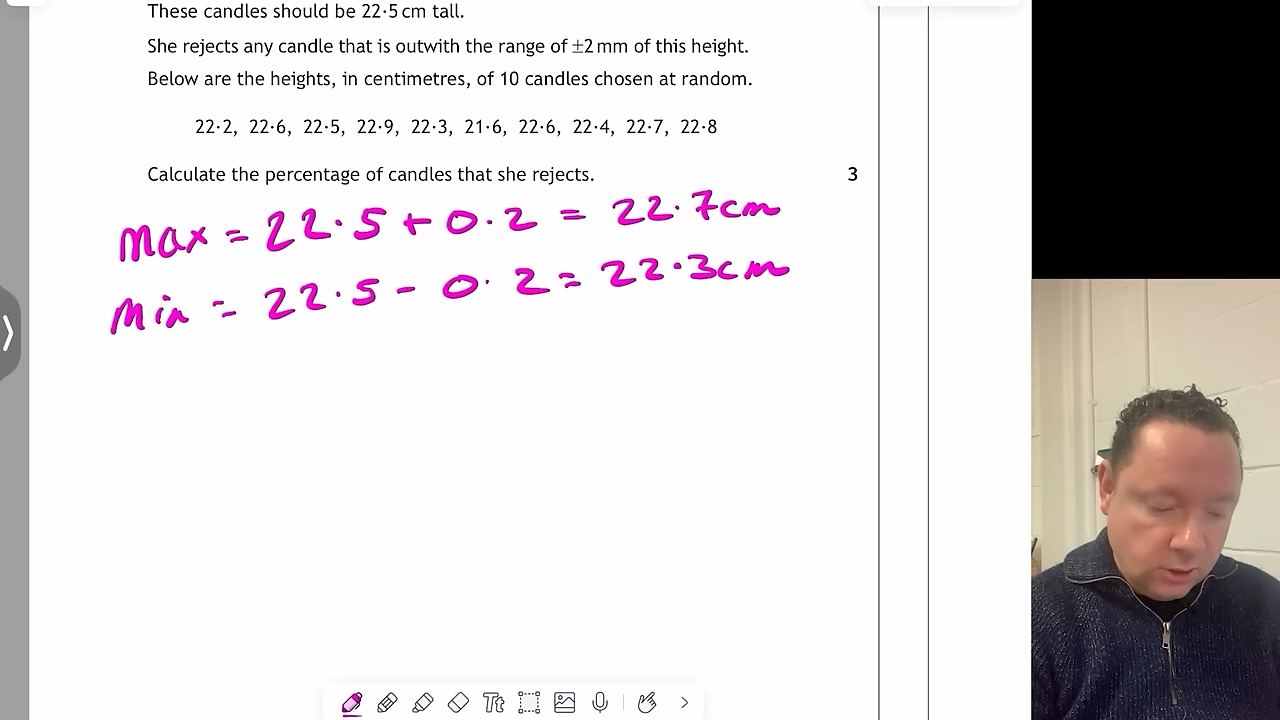 These candles should be 22·5 cm tall.
She rejects any candle that is outwith the range of ±2 mm of this height.
Below are the heights, in centimetres, of 10 candles chosen at random.
22·2, 22·6, 22·5, 22·9, 22·3, 21·6, 22·6, 22·4, 22·7, 22·8
Calculate the percentage of candles that she rejects. 3
Max = 22·5 + 0·2 = 22·7cm
Min = 22·5 - 0·2 = 22·3cm
Tt